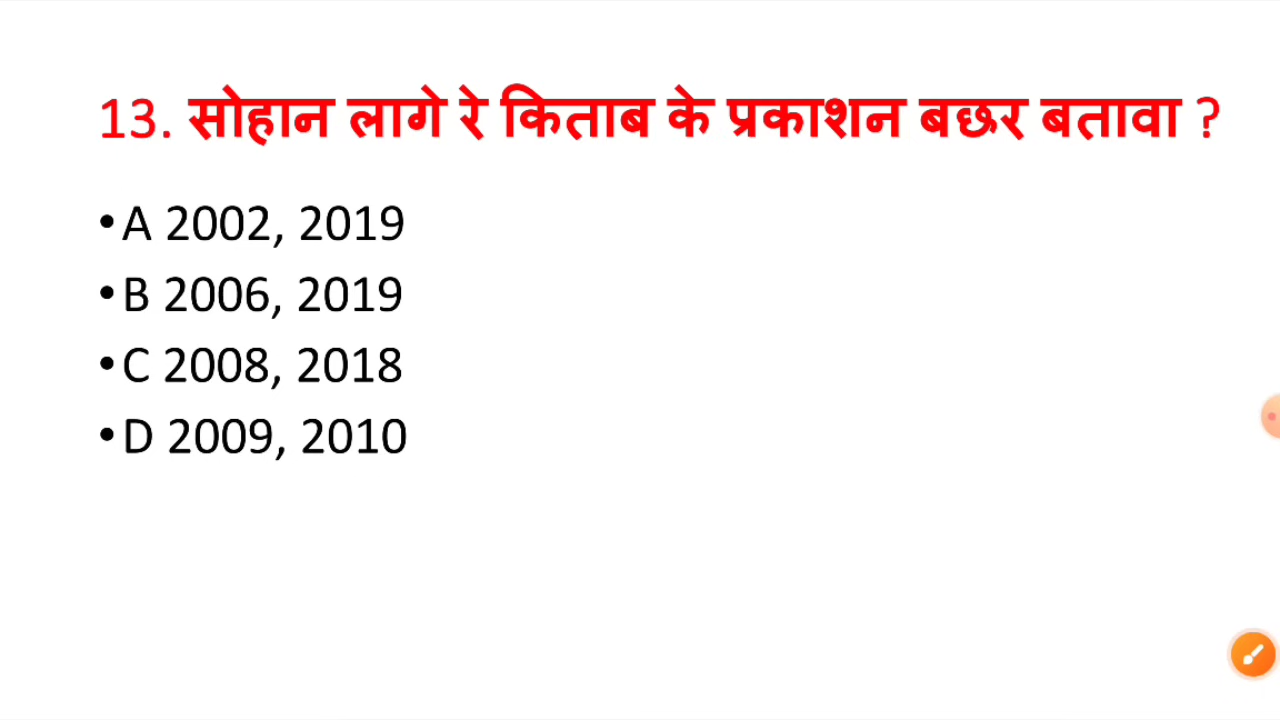 13. सोहान लागे रे किताब के प्रकाशन बछर बतावा ?
•A 2002, 2019
•B 2006, 2019
•C 2008, 2018
•D 2009, 2010